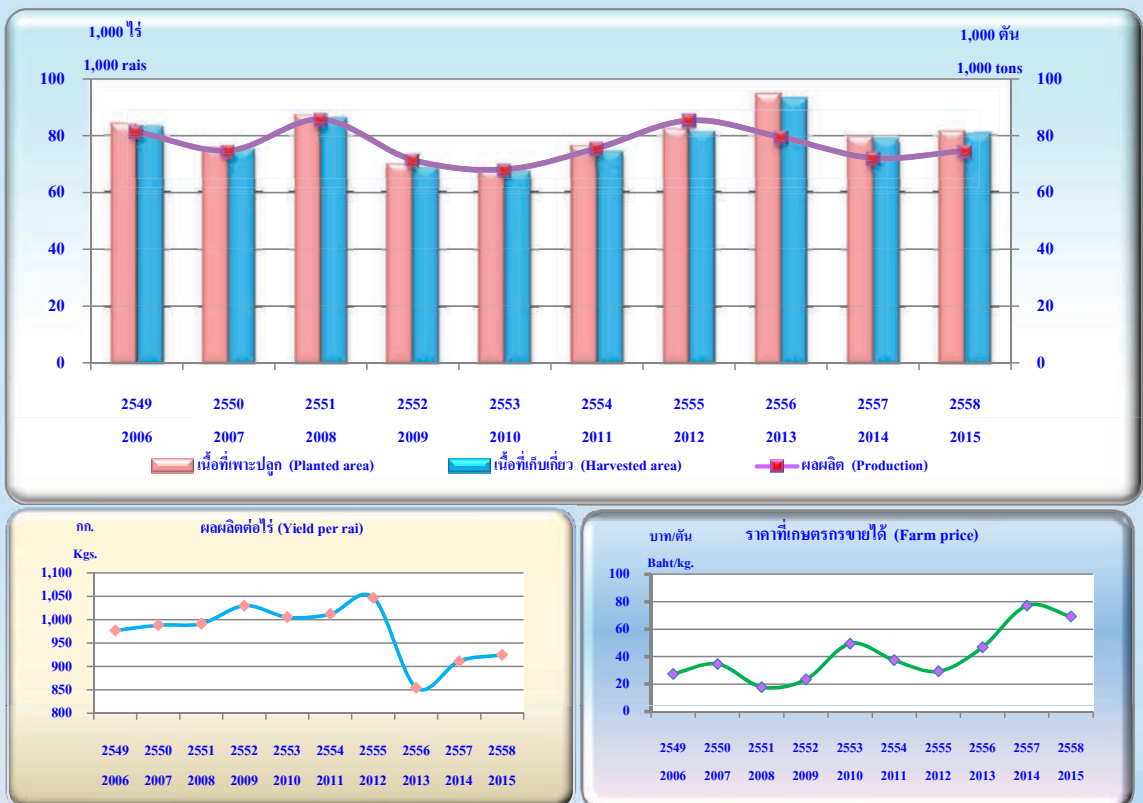 1,000 ไร่
1,000 ตัน
1,000 rais
1,000 tons
100 100
80 80
60 60
40 40
20 20
0 0
2549 2550 2551 2552 2553 2554 2555 2556 2557 2558
2006 2007 2008 2009 2010 2011 2012 2013 2014 2015
เนื้อที่เพาะปลูก (Planted area) เนื้อที่เก็บเกี่ยว (Harvested area) ผลผลิต (Production)
กก. ผลผลิตต่อไร่ (Yield per rai)
Kgs.
1,100
1,050
1,000
950
900
850
800
2549 2550 2551 2552 2553 2554 2555 2556 2557 2558
2006 2007 2008 2009 2010 2011 2012 2013 2014 2015
บาท/ตัน ราคาที่เกษตรกรขายได้ (Farm price)
Baht/kg.
100
80
60
40
20
0
2549 2550 2551 2552 2553 2554 2555 2556 2557 2558
2006 2007 2008 2009 2010 2011 2012 2013 2014 2015